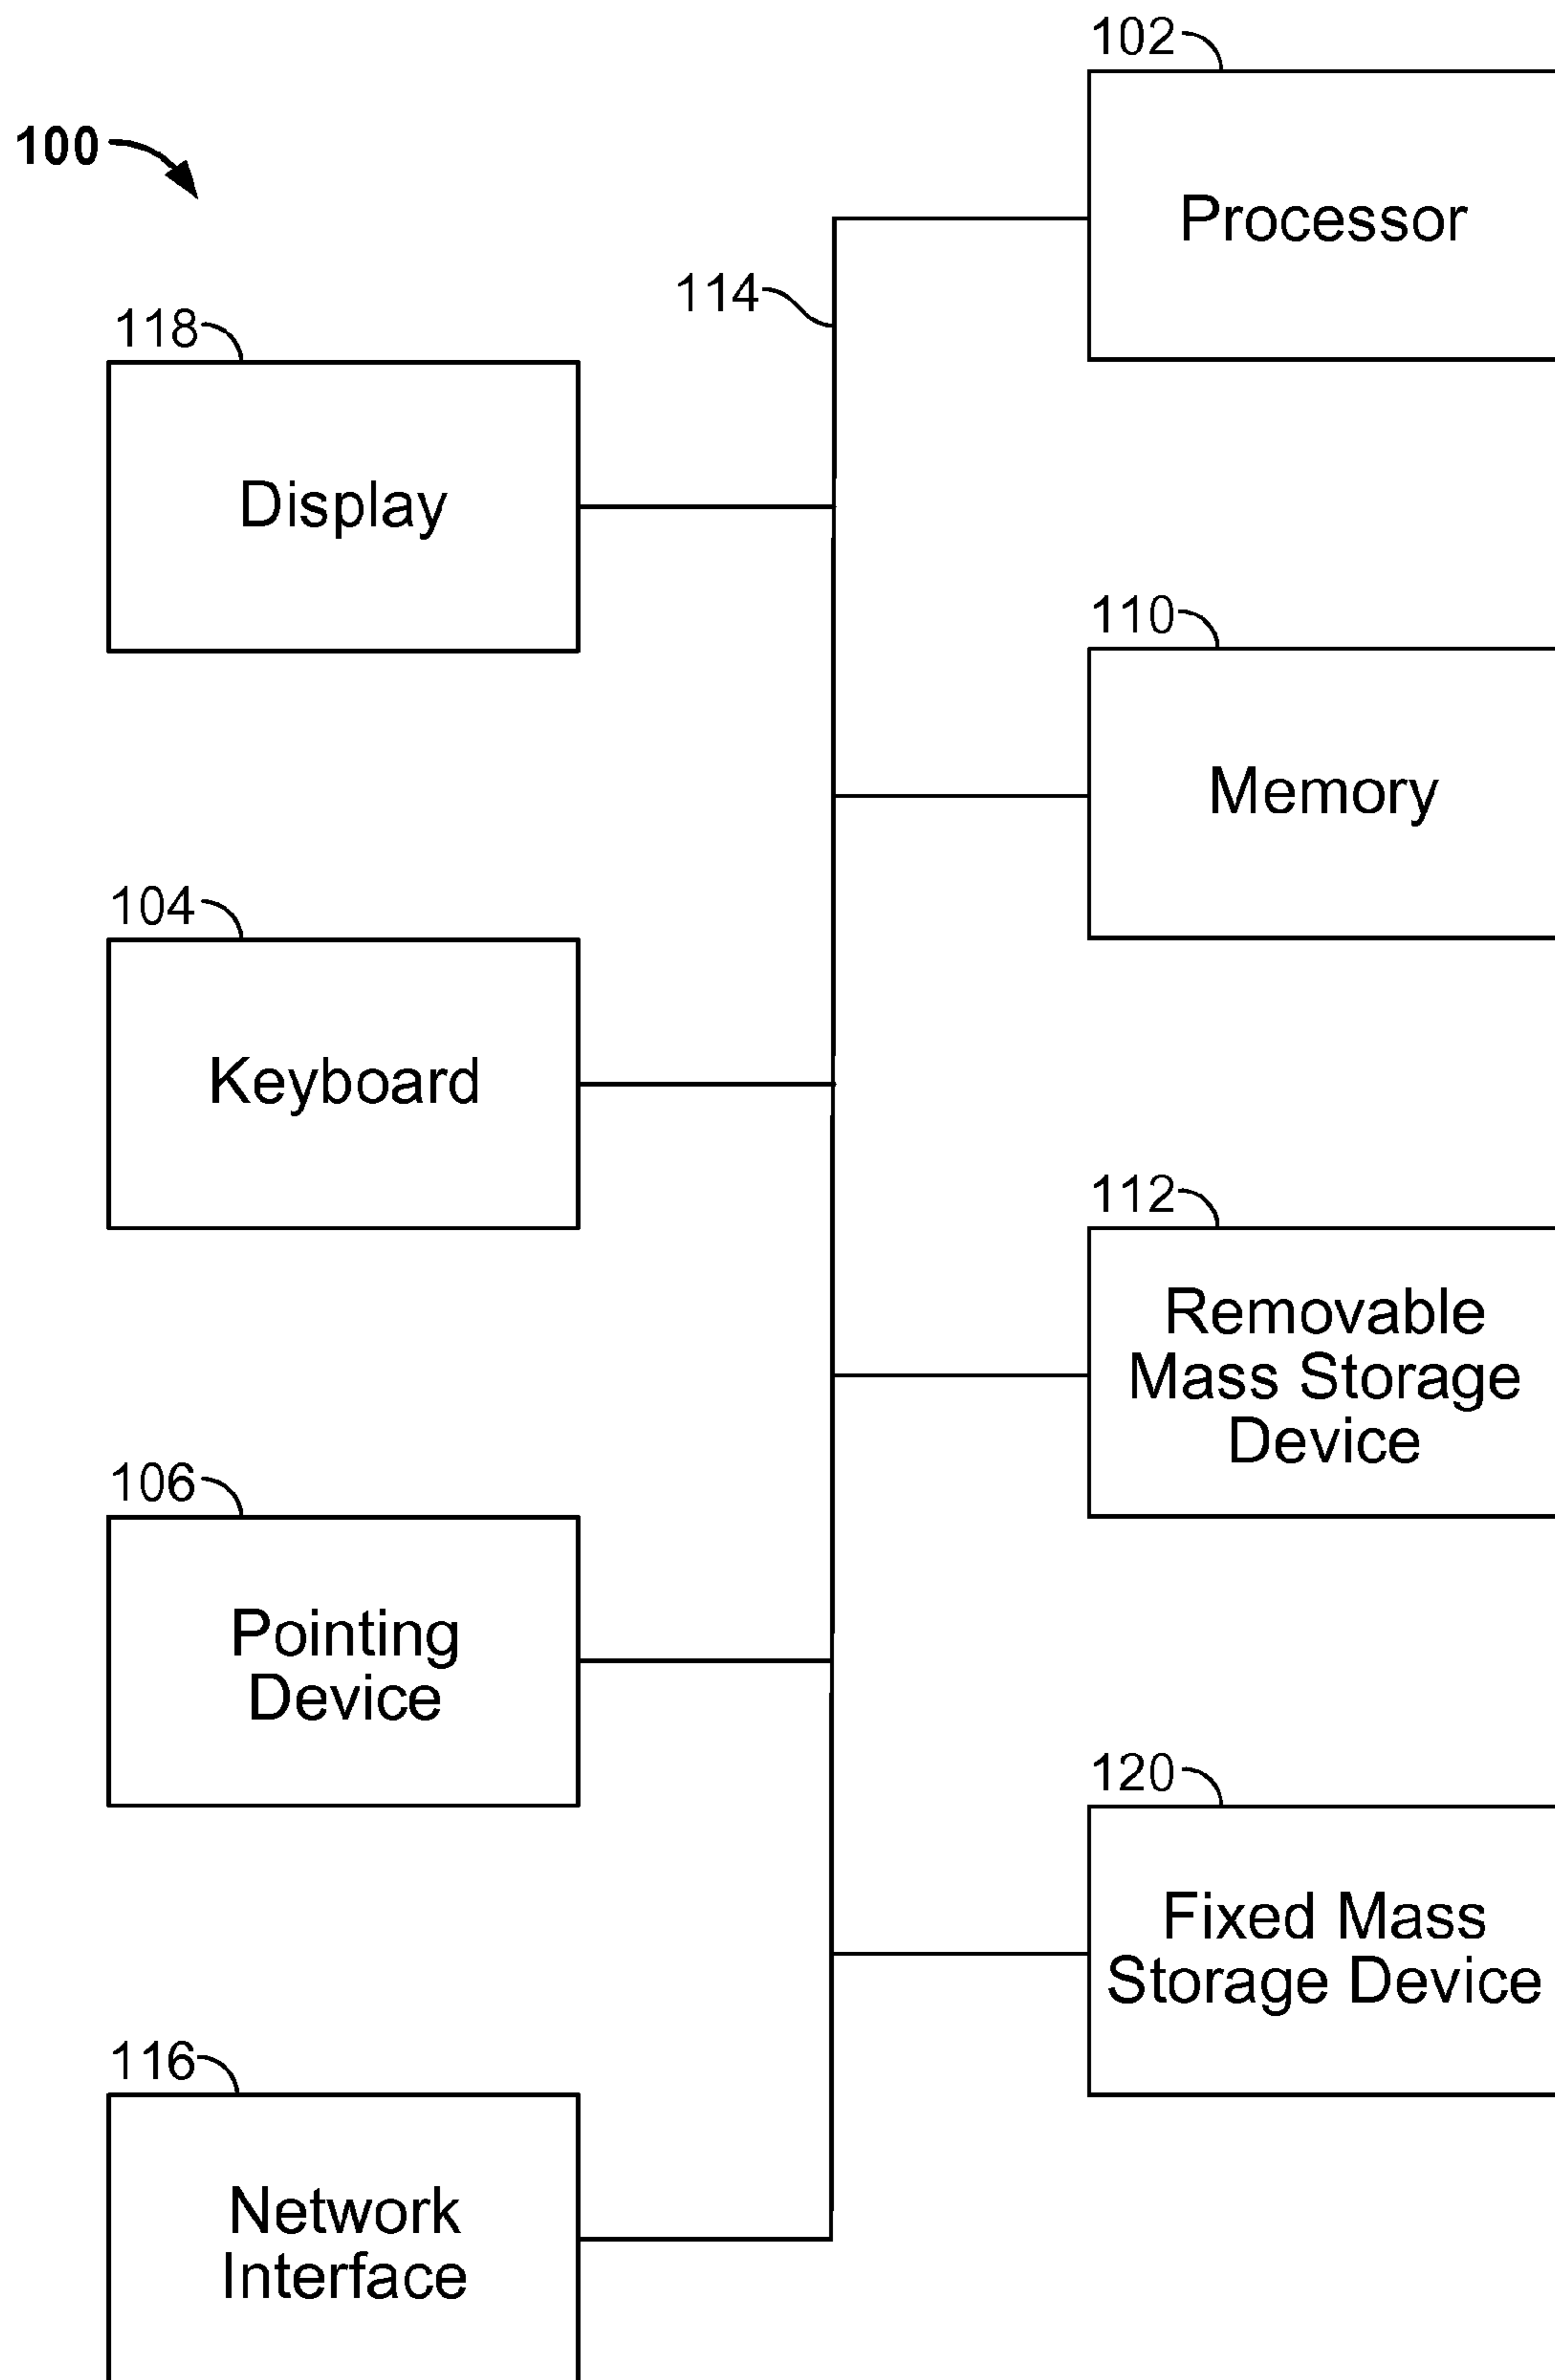 102
100
Processor
114
118
Display
110
Memory
104
Keyboard
112
Removable
Mass Storage
Device
106
Pointing
Device
120
Fixed Mass
Storage Device
116
Network
Interface